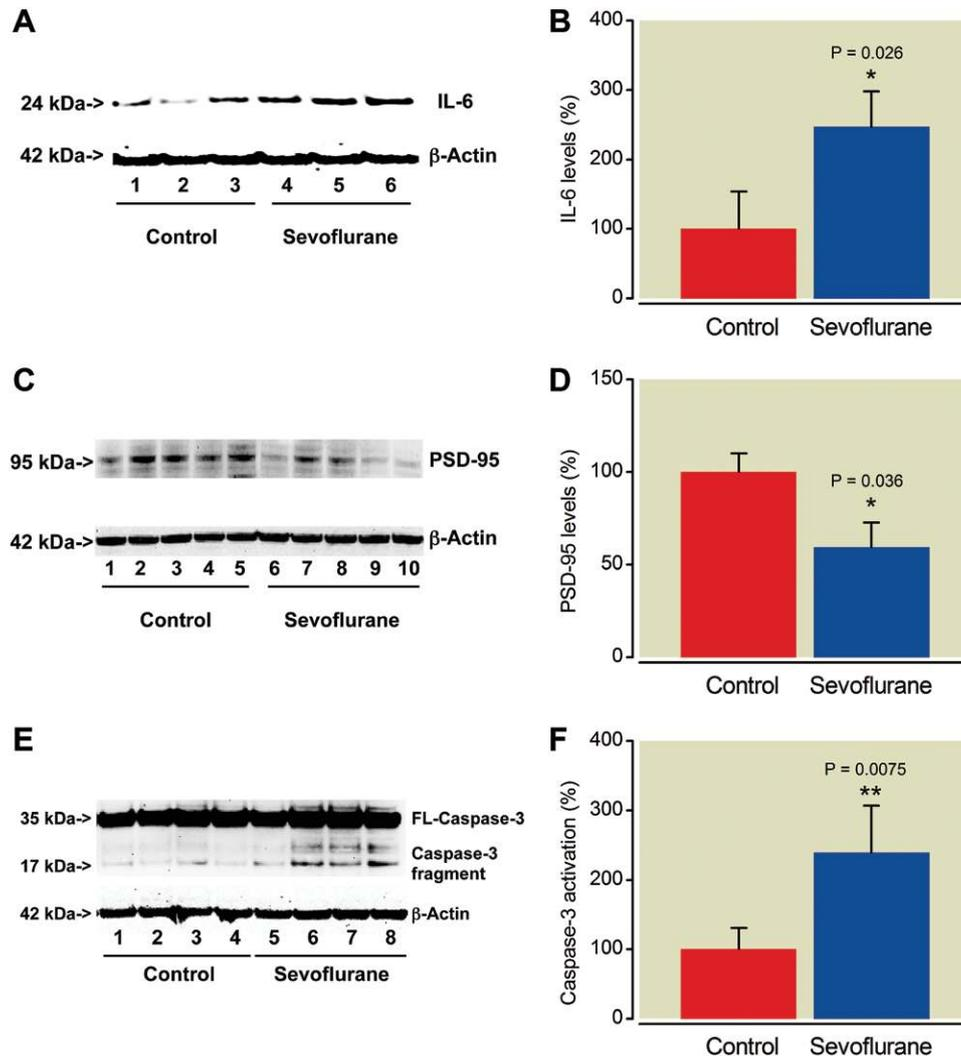 A
24 kDa->
IL-6
42 kDa->
β-Actin
1 2 3 4 5 6
Control Sevoflurane
B
IL-6 levels (%)
400
300
200
100
0
P = 0.026
*
Control Sevoflurane
C
95 kDa->
PSD-95
42 kDa->
β-Actin
1 2 3 4 5 6 7 8 9 10
Control Sevoflurane
D
PSD-95 levels (%)
150
100
50
0
P = 0.036
*
Control Sevoflurane
E
35 kDa->
FL-Caspase-3
17 kDa->
Caspase-3
fragment
42 kDa->
β-Actin
1 2 3 4 5 6 7 8
Control Sevoflurane
F
Caspase-3 activation (%)
400
300
200
100
0
P = 0.0075
**
Control Sevoflurane